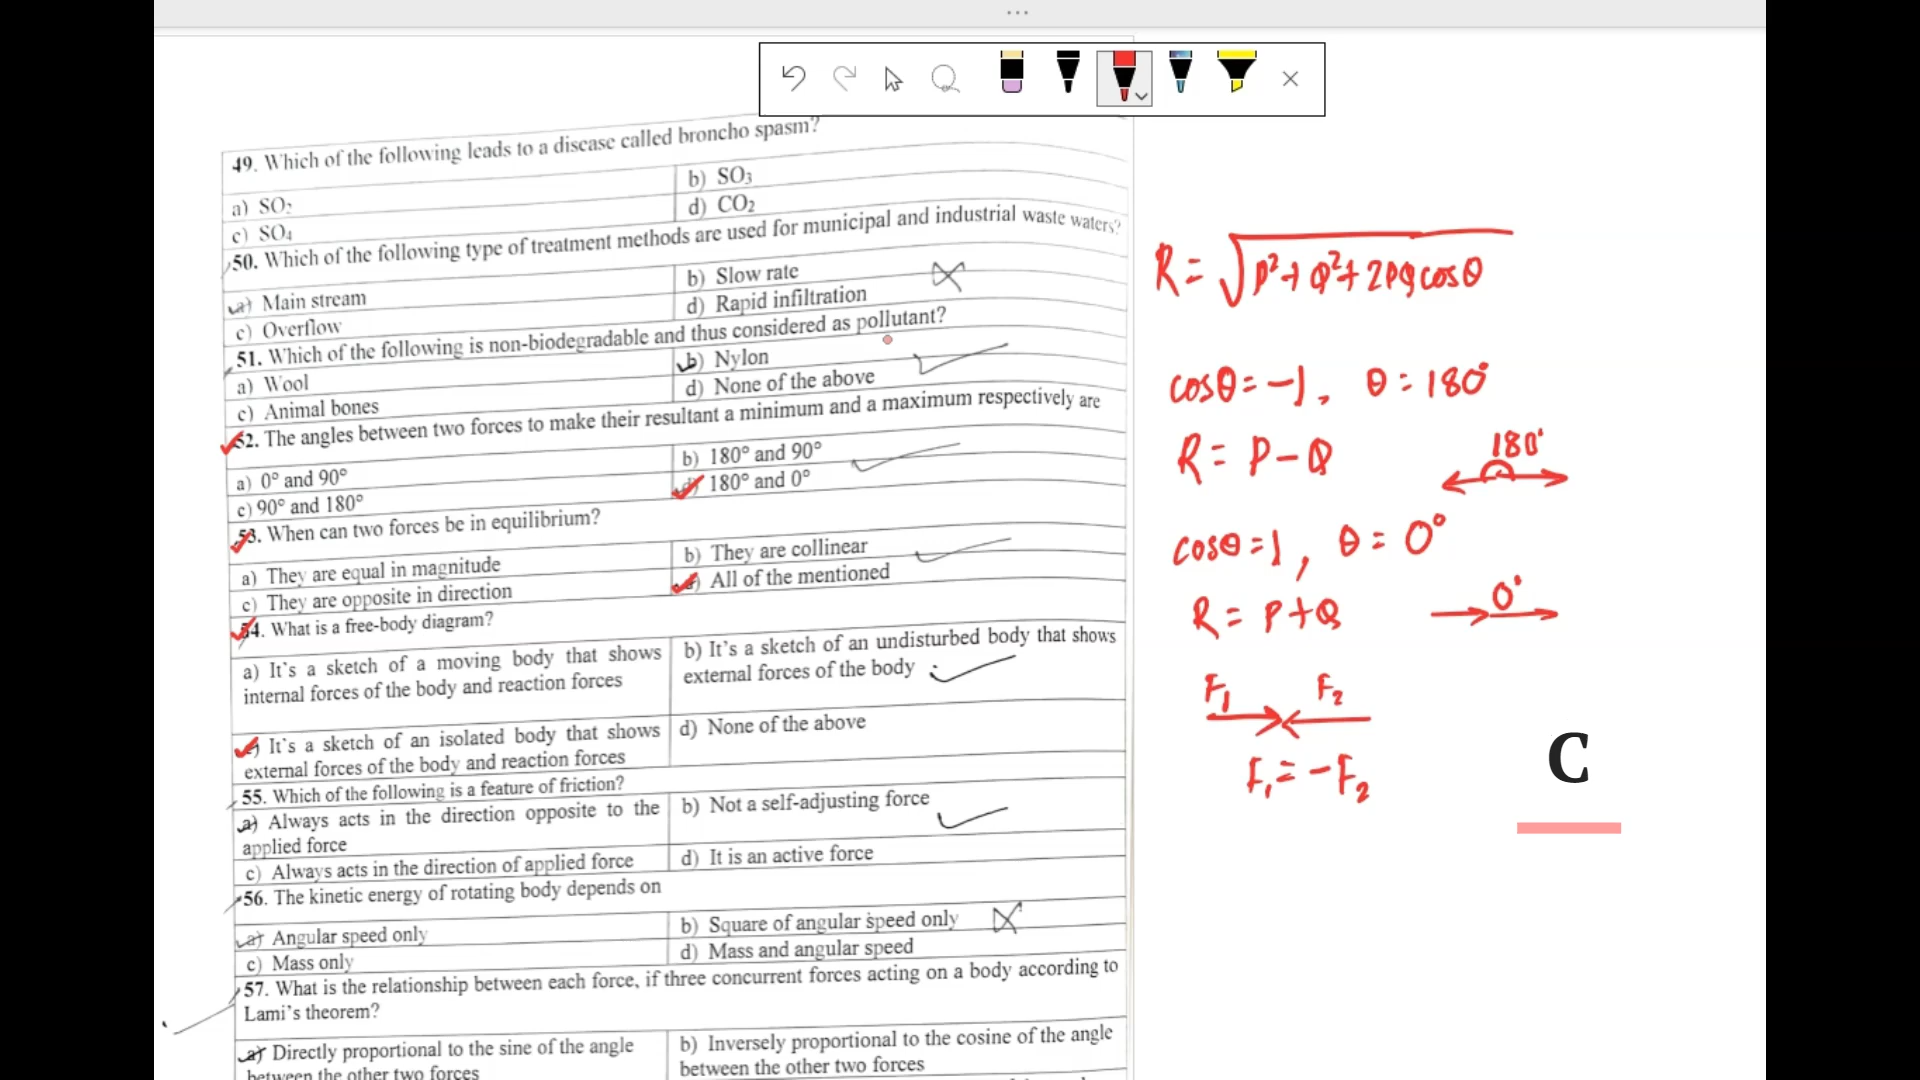 49. Which of the following leads to a disease called broncho spasm?
a) SO₂
b) SO₃
c) SO₄
d) CO₂
50. Which of the following type of treatment methods are used for municipal and industrial waste waters?
a) Main stream
b) Slow rate
c) Overflow
d) Rapid infiltration
51. Which of the following is non-biodegradable and thus considered as pollutant?
a) Wool
b) Nylon
c) Animal bones
d) None of the above
52. The angles between two forces to make their resultant a minimum and a maximum respectively are
a) 0° and 90°
b) 180° and 90°
c) 90° and 180°
d) 180° and 0°
53. When can two forces be in equilibrium?
a) They are equal in magnitude
b) They are collinear
c) They are opposite in direction
d) All of the mentioned
54. What is a free-body diagram?
a) It's a sketch of a moving body that shows
internal forces of the body and reaction forces
b) It's a sketch of an undisturbed body that shows
external forces of the body
c) It's a sketch of an isolated body that shows
external forces of the body and reaction forces
d) None of the above
55. Which of the following is a feature of friction?
a) Always acts in the direction opposite to the
applied force
b) Not a self-adjusting force
c) Always acts in the direction of applied force
d) It is an active force
56. The kinetic energy of rotating body depends on
a) Angular speed only
b) Square of angular speed only
c) Mass only
d) Mass and angular speed
57. What is the relationship between each force, if three concurrent forces acting on a body according to
Lami's theorem?
a) Directly proportional to the sine of the angle
between the other two forces
b) Inversely proportional to the cosine of the angle
between the other two forces
R = √P²+Q²+2PQcosθ
cosθ = -1, θ = 180°
R = P-Q
180°
cosθ = 1, θ = 0°
R = P+Q
0°
F₁ F₂
F₁ = -F₂
C